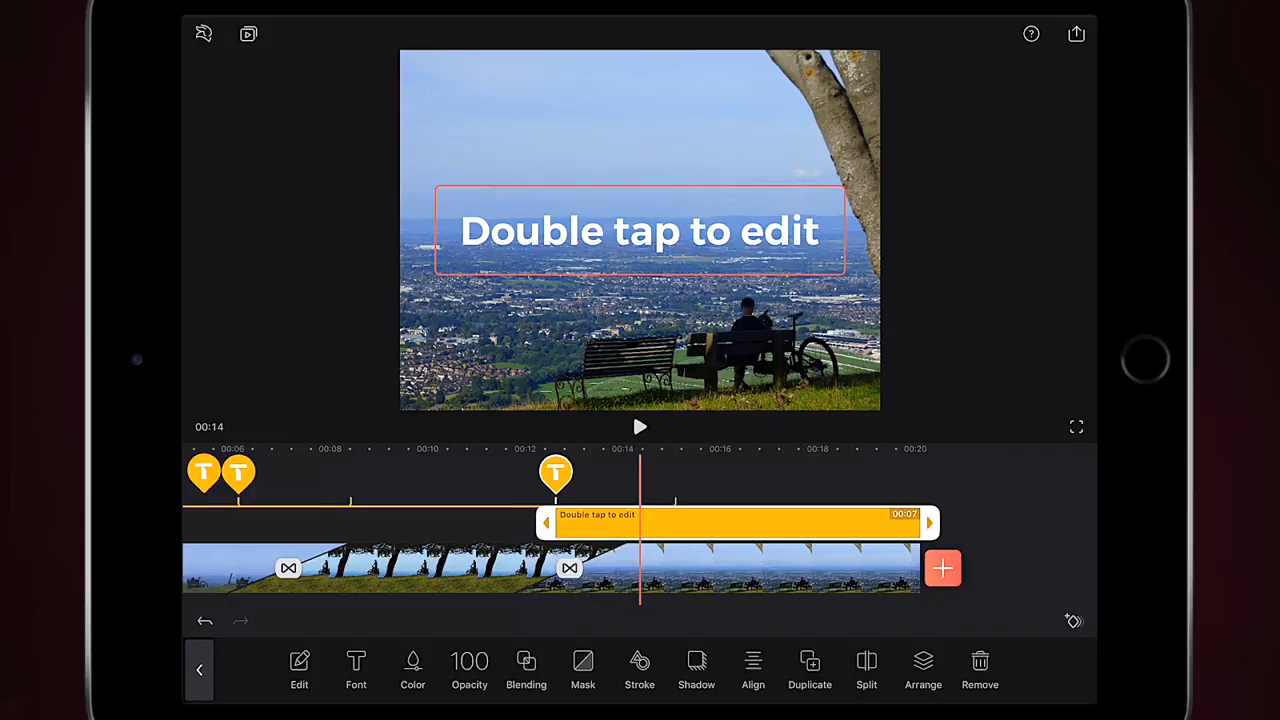 ?
Double tap to edit
00:14
00:06
00:08
00:10
00:12
00:14
00:16
00:18
00:20
T
T
T
Double tap to edit
00:07
100
Edit
Font
Color
Opacity
Blending
Mask
Stroke
Shadow
Align
Duplicate
Split
Arrange
Remove